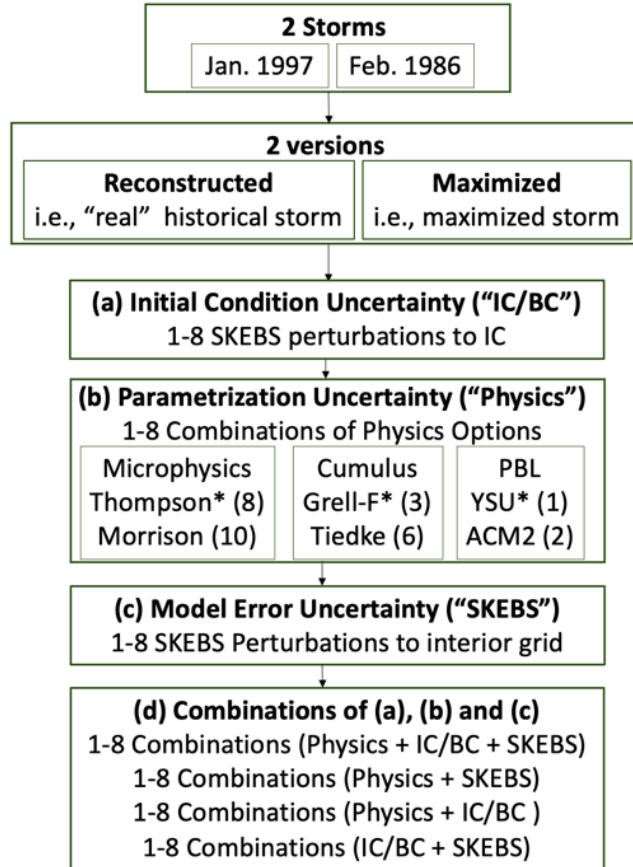 2 Storms
Jan. 1997 Feb. 1986
2 versions
Reconstructed Maximized
i.e., “real” historical storm i.e., maximized storm
(a) Initial Condition Uncertainty (“IC/BC”)
1-8 SKEBS perturbations to IC
(b) Parametrization Uncertainty (“Physics”)
1-8 Combinations of Physics Options
Microphysics Cumulus PBL
Thompson* (8) Grell-F* (3) YSU* (1)
Morrison (10) Tiedke (6) ACM2 (2)
(c) Model Error Uncertainty (“SKEBS”)
1-8 SKEBS Perturbations to interior grid
(d) Combinations of (a), (b) and (c)
1-8 Combinations (Physics + IC/BC + SKEBS)
1-8 Combinations (Physics + SKEBS)
1-8 Combinations (Physics + IC/BC )
1-8 Combinations (IC/BC + SKEBS)